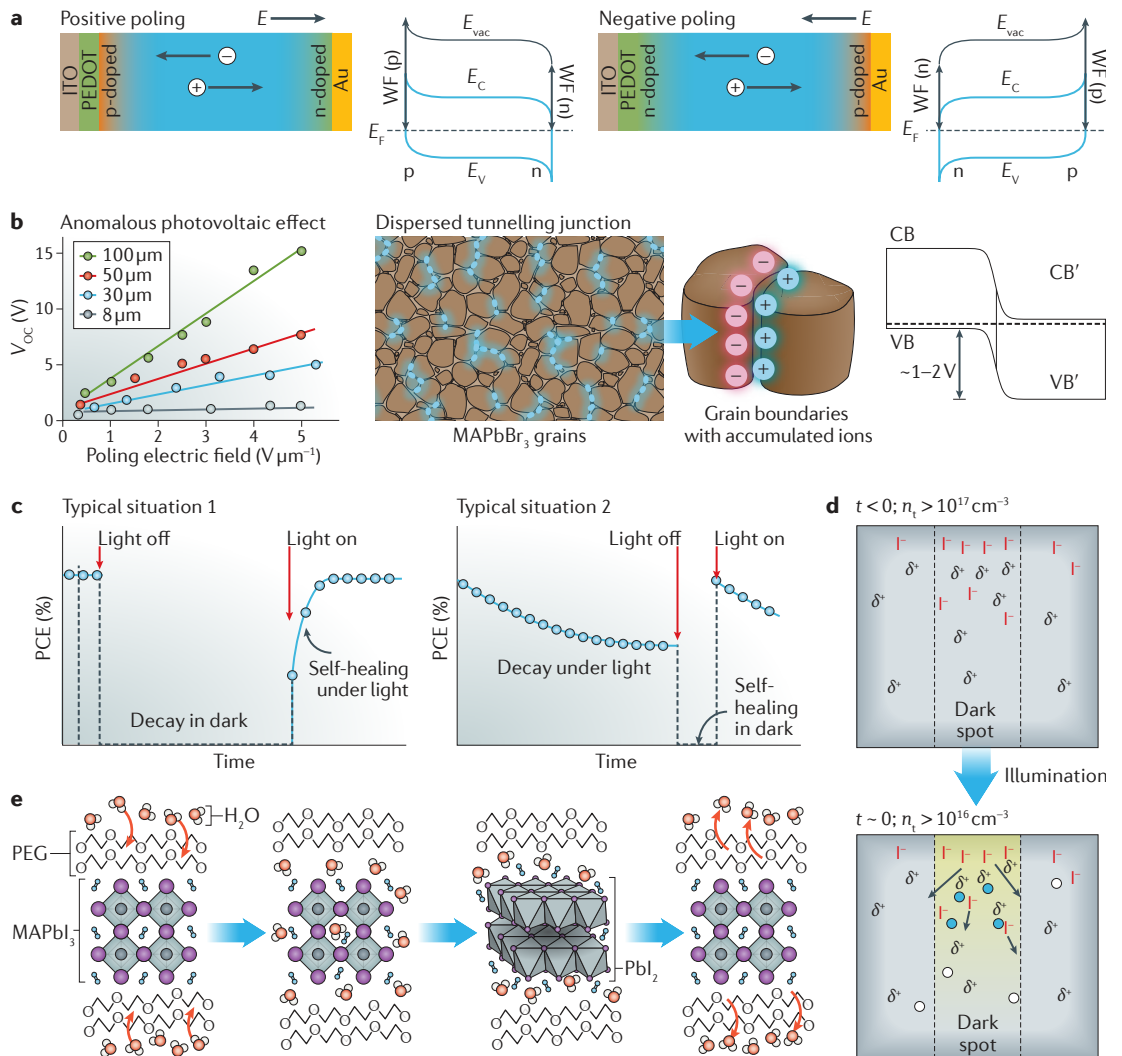 a
Positive poling
E
ITO
PEDOT
p-doped
−
+
n-doped
Au
WF (p)
E_vac
E_C
E_F
WF (n)
p
E_V
n
Negative poling
E
ITO
PEDOT
n-doped
−
+
p-doped
Au
WF (n)
E_vac
E_C
E_F
WF (p)
n
E_V
p
b
Anomalous photovoltaic effect
15
10
5
0
V_OC (V)
100 μm
50 μm
30 μm
8 μm
0 1 2 3 4 5
Poling electric field (V μm⁻¹)
Dispersed tunnelling junction
MAPbBr₃ grains
− − − − −
+ + + +
Grain boundaries
with accumulated ions
CB
CB′
VB
~1–2 V
VB′
c
Typical situation 1
Light off
Light on
PCE (%)
Self-healing
under light
Decay in dark
Time
Typical situation 2
Light off
Light on
PCE (%)
Decay under light
Self-
healing
in dark
Time
d
t < 0; n_t > 10¹⁷ cm⁻³
I⁻ I⁻ I⁻ I⁻ I⁻ I⁻
δ⁺ δ⁺ δ⁺ δ⁺ δ⁺ I⁻
δ⁺ I⁻ I⁻ δ⁺ δ⁺
I⁻
δ⁺
δ⁺ δ⁺ δ⁺
Dark
spot
Illumination
t ~ 0; n_t > 10¹⁶ cm⁻³
I⁻ I⁻ I⁻ I⁻ I⁻ I⁻
δ⁺ δ⁺ δ⁺ δ⁺ I⁻
δ⁺ I⁻ I⁻ δ⁺ δ⁺
I⁻
δ⁺
δ⁺ δ⁺ δ⁺
Dark
spot
e
H₂O
PEG
O O O O O O
MAPbI₃
PbI₂